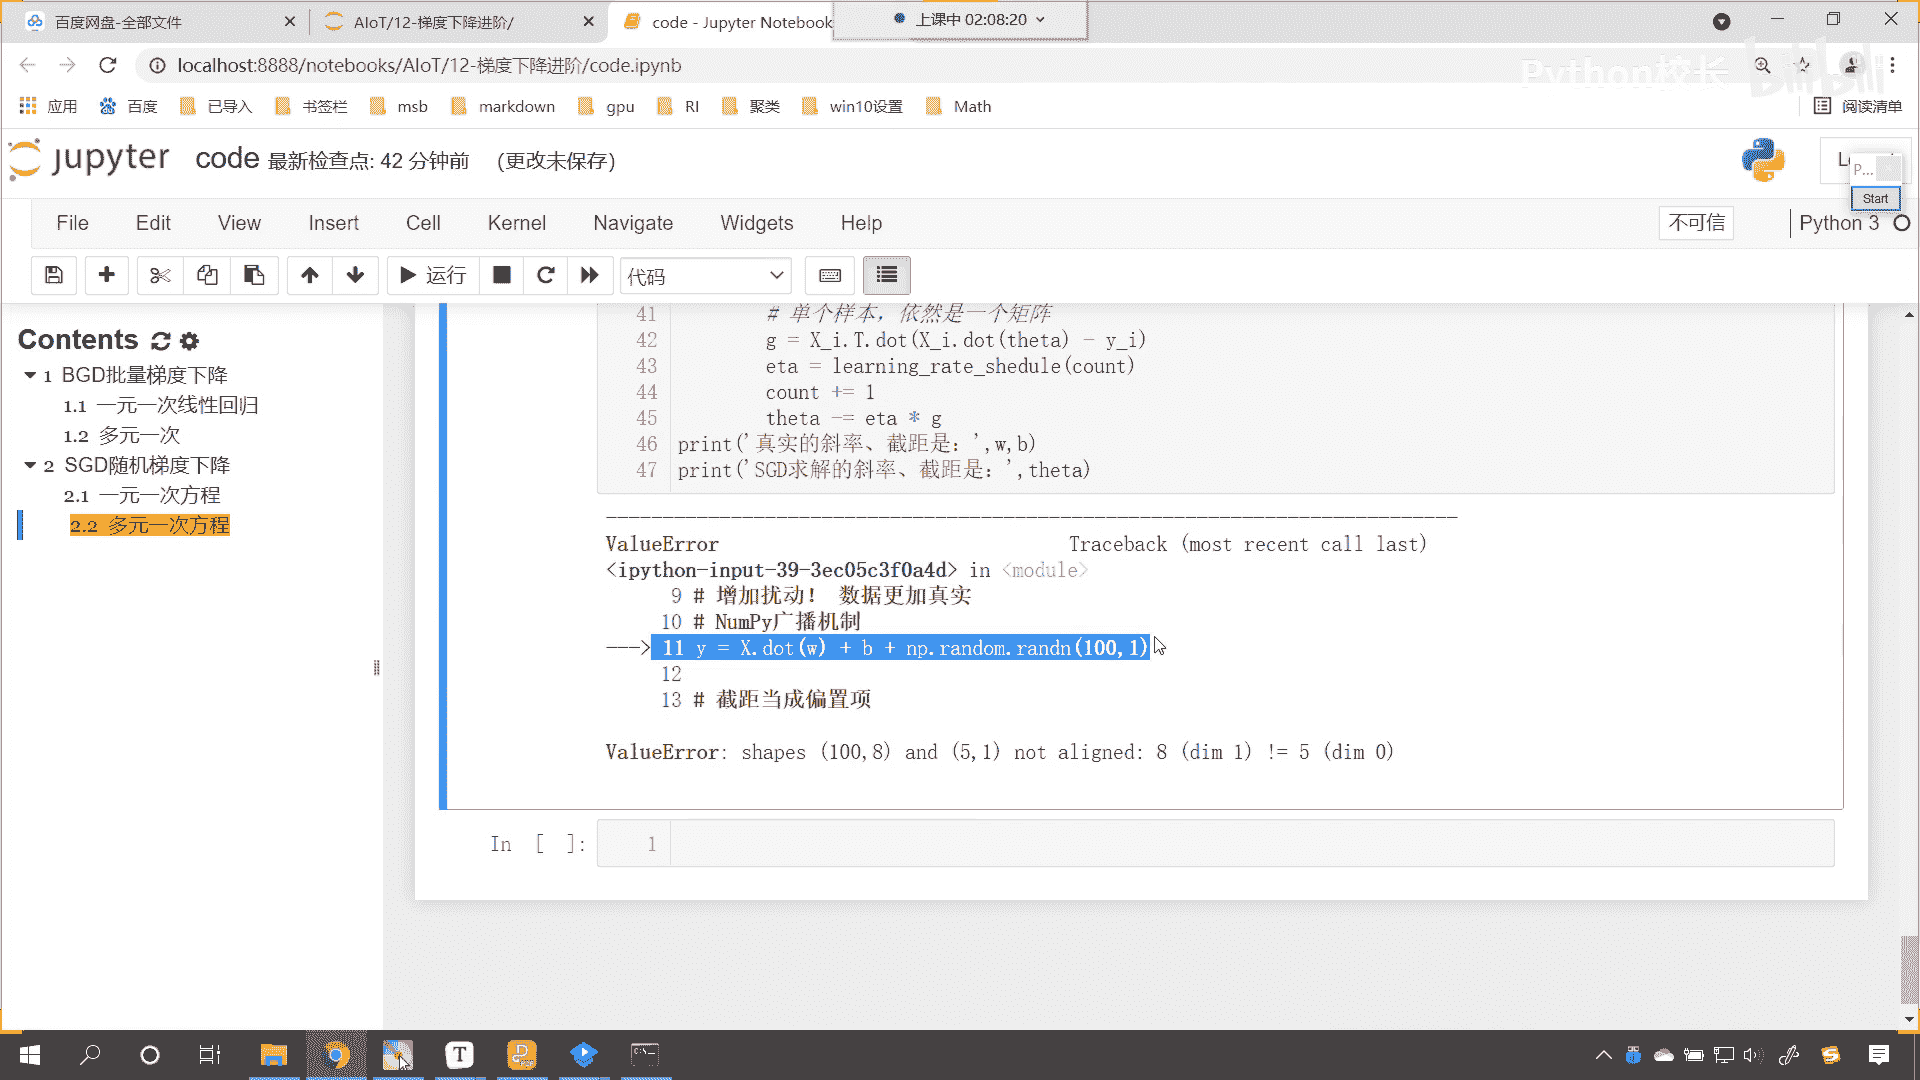 百度网盘-全部文件
AIoT/12-梯度下降进阶/
code - Jupyter Notebook
上课中 02:08:20
localhost:8888/notebooks/AIoT/12-梯度下降进阶/code.ipynb
Python校长
bilibili
应用 百度 已导入 书签栏 msb markdown gpu RI 聚类 win10设置 Math 阅读清单
jupyter code 最新检查点: 42 分钟前 (更改未保存)
P...
Start
File Edit View Insert Cell Kernel Navigate Widgets Help 不可信 Python 3
运行 代码
Contents
1 BGD批量梯度下降
1.1 一元一次线性回归
1.2 多元一次
2 SGD随机梯度下降
2.1 一元一次方程
2.2 多元一次方程
41 # 单个样本，依然是一个矩阵
42 g = X_i.T.dot(X_i.dot(theta) - y_i)
43 eta = learning_rate_shedule(count)
44 count += 1
45 theta -= eta * g
46 print('真实的斜率、截距是：',w,b)
47 print('SGD求解的斜率、截距是：',theta)
---------------------------------------------------------------------------
ValueError Traceback (most recent call last)
<ipython-input-39-3ec05c3f0a4d> in <module>
9 # 增加扰动！ 数据更加真实
10 # NumPy广播机制
---> 11 y = X.dot(w) + b + np.random.randn(100,1)
12
13 # 截距当成偏置项
ValueError: shapes (100,8) and (5,1) not aligned: 8 (dim 1) != 5 (dim 0)
In [ ]: 1